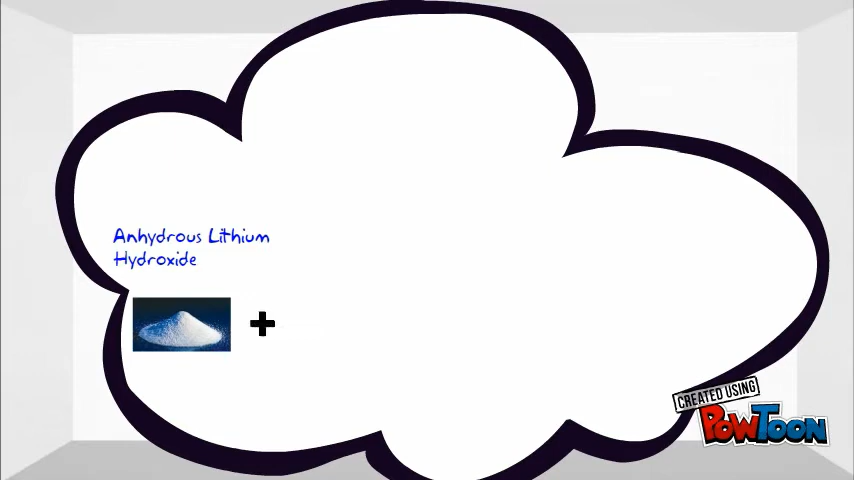 Anhydrous Lithium
Hydroxide
+
CREATED USING
POWTOON